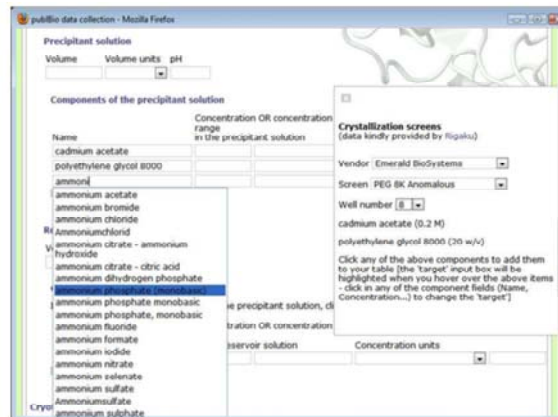 publBio data collection - Mozilla Firefox
Precipitant solution
Volume Volume units pH
Components of the precipitant solution
Concentration OR concentration
range
Name in the precipitant solution
cadmium acetate
polyethylene glycol 8000
ammoni
ammonium acetate
ammonium bromide
ammonium chloride
Ammoniumchlorid
ammonium citrate - ammonium
hydroxide
ammonium citrate - citric acid
ammonium dihydrogen phosphate
ammonium phosphate (monobasic)
ammonium phosphate monobasic
ammonium phosphate, monobasic
ammonium fluoride
ammonium formate
ammonium iodide
ammonium nitrate
ammonium selenate
ammonium sulfate
Ammoniumsulfate
ammonium sulphate
he precipitant solution, cli
tration OR concentration
eservoir solution Concentration units
Cryo
Crystallization screens
(data kindly provided by Rigaku)
Vendor Emerald BioSystems
Screen PEG 8K Anomalous
Well number 8
cadmium acetate (0.2 M)
polyethylene glycol 8000 (20 w/v)
Click any of the above components to add them
to your table [the 'target' input box will be
highlighted when you hover over the above items
- click in any of the component fields (Name,
Concentration...) to change the 'target']